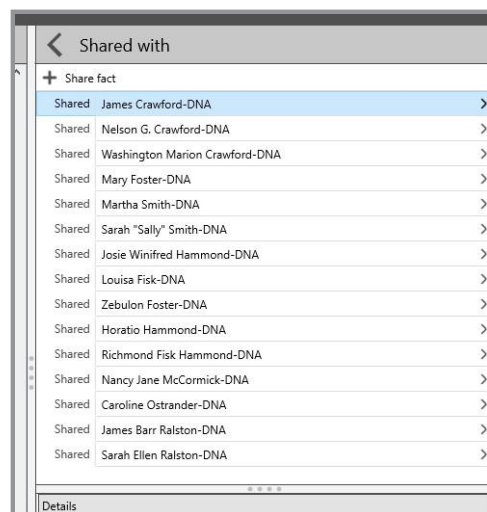 Shared with
Share fact
Shared James Crawford-DNA
Shared Nelson G. Crawford-DNA
Shared Washington Marion Crawford-DNA
Shared Mary Foster-DNA
Shared Martha Smith-DNA
Shared Sarah "Sally" Smith-DNA
Shared Josie Winifred Hammond-DNA
Shared Louisa Fisk-DNA
Shared Zebulon Foster-DNA
Shared Horatio Hammond-DNA
Shared Richmond Fisk Hammond-DNA
Shared Nancy Jane McCormick-DNA
Shared Caroline Ostrander-DNA
Shared James Barr Ralston-DNA
Shared Sarah Ellen Ralston-DNA
Details